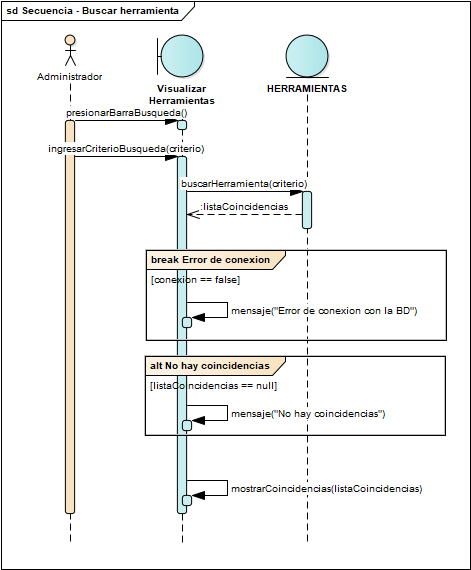 sd Secuencia - Buscar herramienta
Administrador
Visualizar
Herramientas
HERRAMIENTAS
presionarBarraBusqueda()
ingresarCriterioBusqueda(criterio)
buscarHerramienta(criterio)
:listaCoincidencias
break Error de conexion
[conexion == false]
mensaje("Error de conexion con la BD")
alt No hay coincidencias
[listaCoincidencias == null]
mensaje("No hay coincidencias")
mostrarCoincidencias(listaCoincidencias)